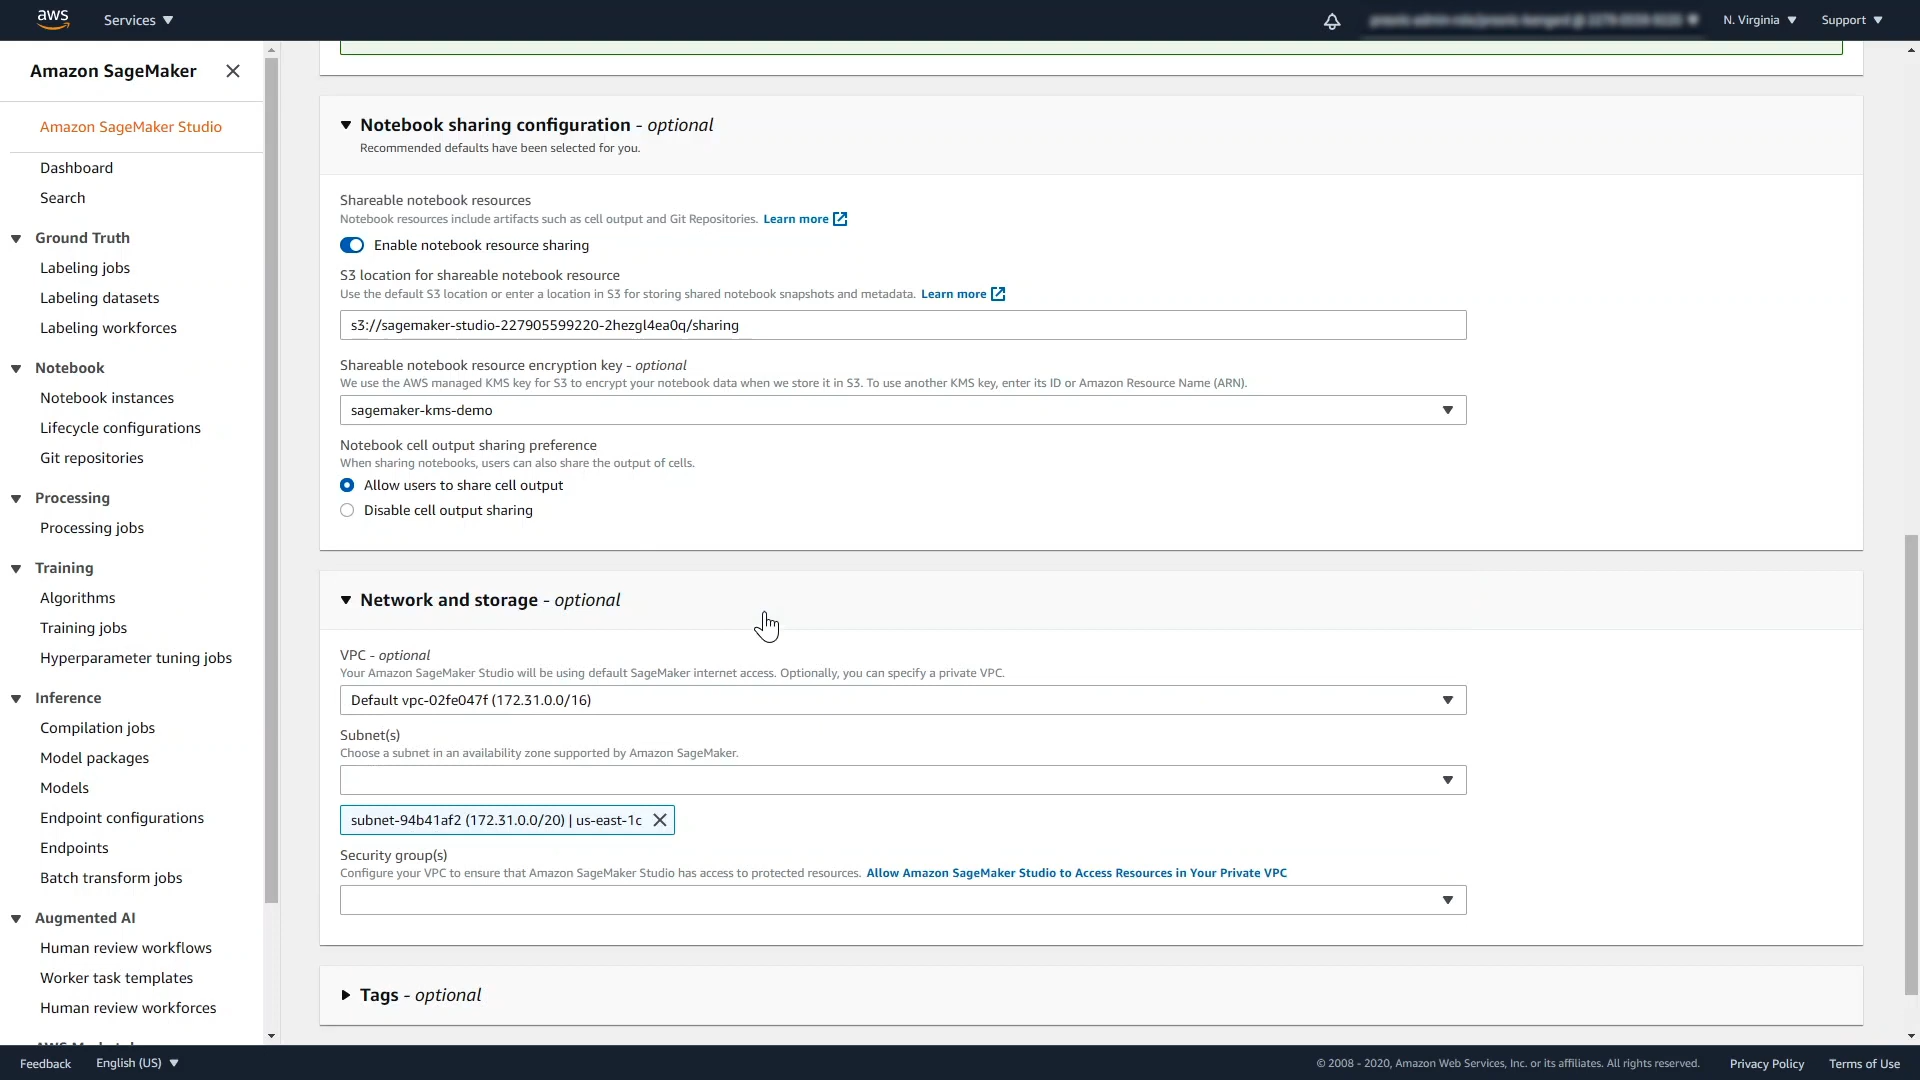 aws
Services
N. Virginia
Support
Amazon SageMaker
Amazon SageMaker Studio
Dashboard
Search
Ground Truth
Labeling jobs
Labeling datasets
Labeling workforces
Notebook
Notebook instances
Lifecycle configurations
Git repositories
Processing
Processing jobs
Training
Algorithms
Training jobs
Hyperparameter tuning jobs
Inference
Compilation jobs
Model packages
Models
Endpoint configurations
Endpoints
Batch transform jobs
Augmented AI
Human review workflows
Worker task templates
Human review workforces
Notebook sharing configuration - optional
Recommended defaults have been selected for you.
Shareable notebook resources
Notebook resources include artifacts such as cell output and Git Repositories. Learn more
Enable notebook resource sharing
S3 location for shareable notebook resource
Use the default S3 location or enter a location in S3 for storing shared notebook snapshots and metadata. Learn more
s3://sagemaker-studio-227905599220-2hezgl4ea0q/sharing
Shareable notebook resource encryption key - optional
We use the AWS managed KMS key for S3 to encrypt your notebook data when we store it in S3. To use another KMS key, enter its ID or Amazon Resource Name (ARN).
sagemaker-kms-demo
Notebook cell output sharing preference
When sharing notebooks, users can also share the output of cells.
Allow users to share cell output
Disable cell output sharing
Network and storage - optional
VPC - optional
Your Amazon SageMaker Studio will be using default SageMaker internet access. Optionally, you can specify a private VPC.
Default vpc-02fe047f (172.31.0.0/16)
Subnet(s)
Choose a subnet in an availability zone supported by Amazon SageMaker.
subnet-94b41af2 (172.31.0.0/20) | us-east-1c
Security group(s)
Configure your VPC to ensure that Amazon SageMaker Studio has access to protected resources. Allow Amazon SageMaker Studio to Access Resources in Your Private VPC
Tags - optional
Feedback
English (US)
© 2008 - 2020, Amazon Web Services, Inc. or its affiliates. All rights reserved.
Privacy Policy
Terms of Use